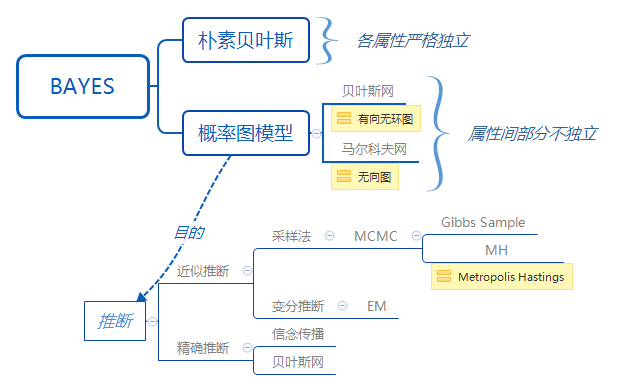 BAYES
朴素贝叶斯
各属性严格独立
概率图模型
贝叶斯网
有向无环图
马尔科夫网
无向图
属性间部分不独立
目的
推断
近似推断
采样法
MCMC
Gibbs Sample
MH
Metropolis Hastings
变分推断
EM
精确推断
信念传播
贝叶斯网